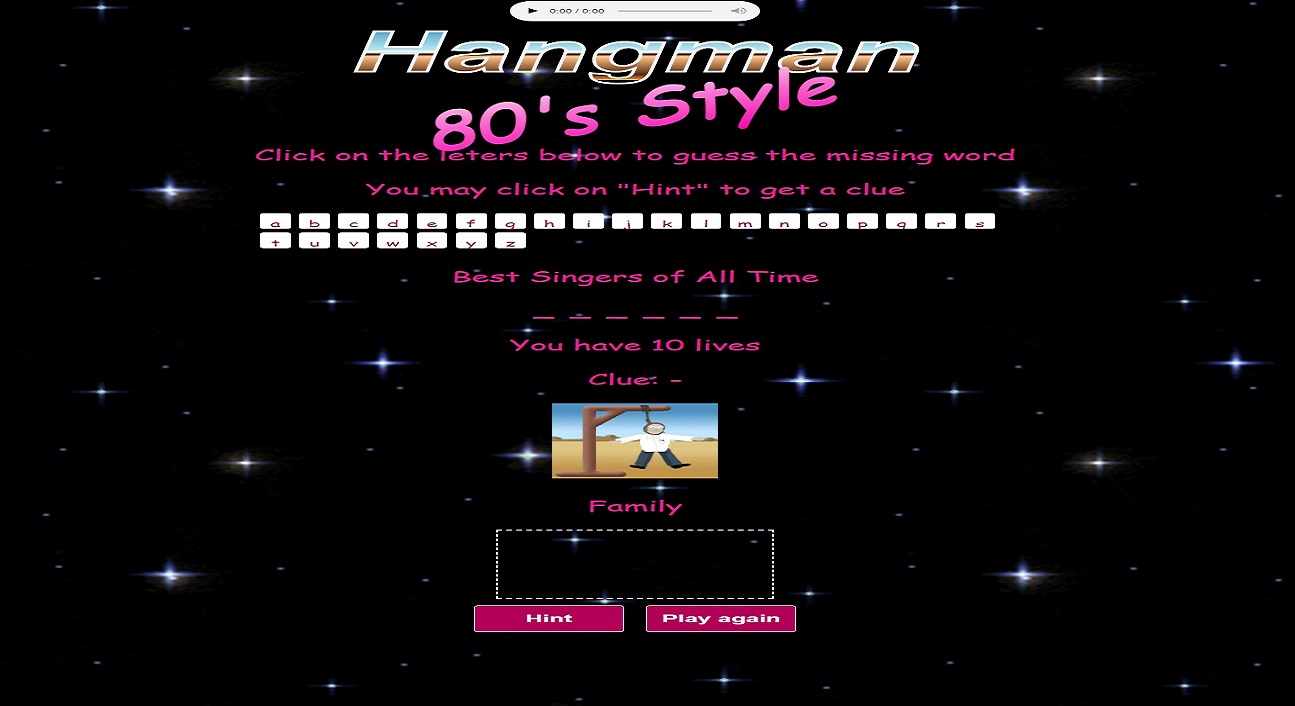 0:00 / 0:00
Hangman
80's Style
Click on the leters below to guess the missing word
You may click on "Hint" to get a clue
a b c d e f g h i j k l m n o p q r s
t u v w x y z
Best Singers of All Time
_ _ _ _ _ _
You have 10 lives
Clue: -
Family
Hint Play again